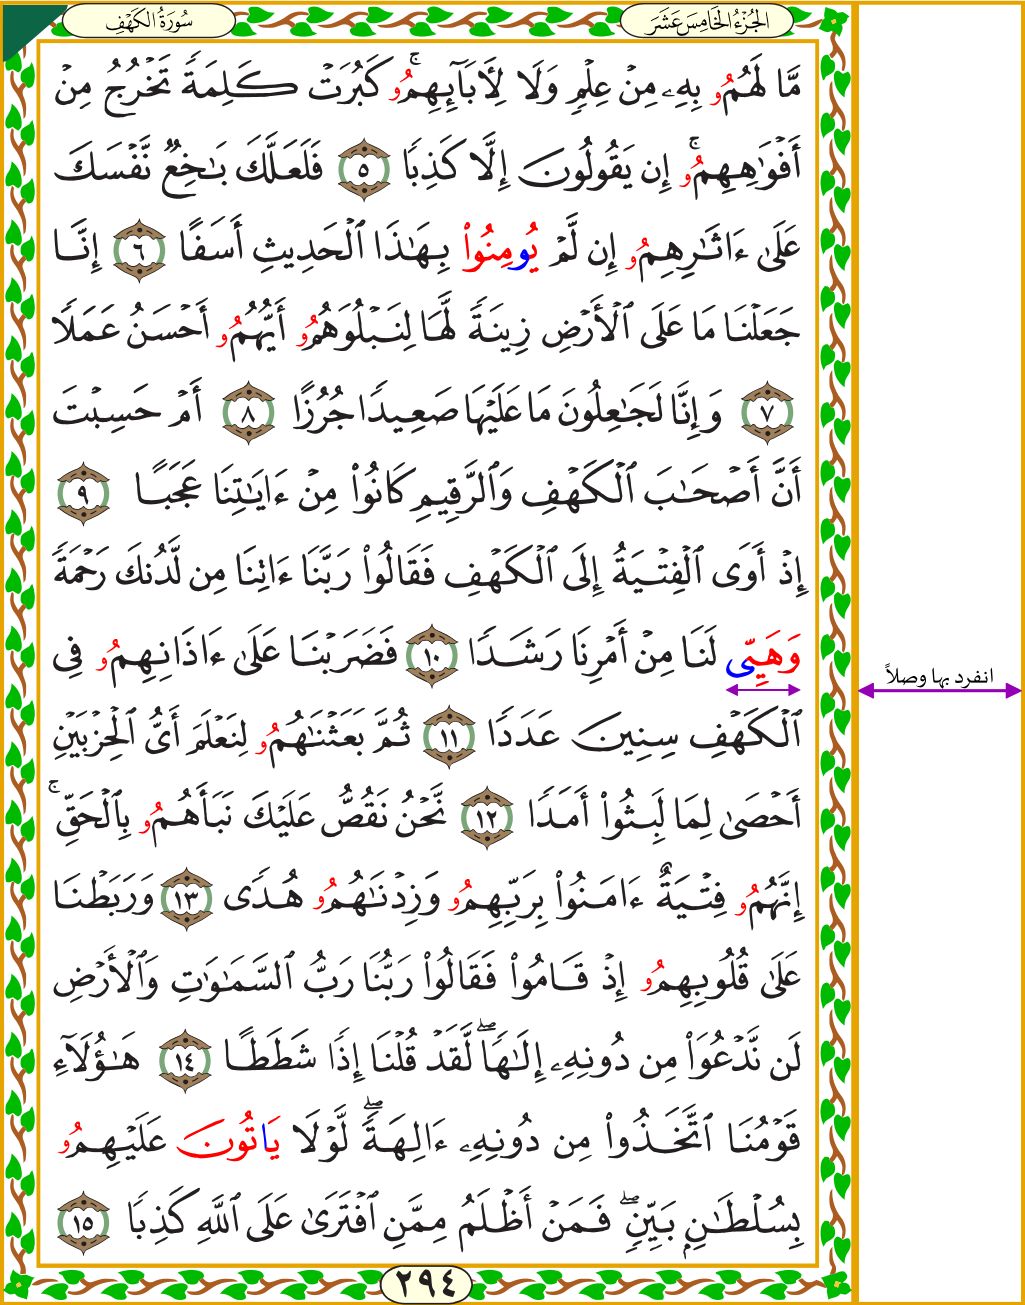 سُورَةُ الكَهْفِ
الجُزْءُ الخَامِسَ عَشَرَ
مَّا لَهُمُۥ بِهِۦ مِنۡ عِلۡمٖ وَلَا لِأٓبَآئِهِمُۥۚ كَبُرَتۡ كَلِمَةٗ تَخۡرُجُ مِنۡ
أَفۡوَٰهِهِمُۥۚ إِن يَقُولُونَ إِلَّا كَذِبٗا ٥ فَلَعَلَّكَ بَٰخِعٞ نَّفۡسَكَ
عَلَىٰٓ ءَاثَٰرِهِمُۥ إِن لَّمۡ يُومِنُواْ بِهَٰذَا ٱلۡحَدِيثِ أَسَفًا ٦ إِنَّا
جَعَلۡنَا مَا عَلَى ٱلۡأَرۡضِ زِينَةٗ لَّهَا لِنَبۡلُوَهُمُۥ أَيُّهُمُۥ أَحۡسَنُ عَمَلٗا
٧ وَإِنَّا لَجَٰعِلُونَ مَا عَلَيۡهَا صَعِيدٗا جُرُزًا ٨ أَمۡ حَسِبۡتَ
أَنَّ أَصۡحَٰبَ ٱلۡكَهۡفِ وَٱلرَّقِيمِ كَانُواْ مِنۡ ءَايَٰتِنَا عَجَبًا ٩
إِذۡ أَوَى ٱلۡفِتۡيَةُ إِلَى ٱلۡكَهۡفِ فَقَالُواْ رَبَّنَا ءَاتِنَا مِن لَّدُنكَ رَحۡمَةٗ
وَهَيِّي لَنَا مِنۡ أَمۡرِنَا رَشَدٗا ١٠ فَضَرَبۡنَا عَلَىٰٓ ءَاذَانِهِمُۥ فِي
انفرد بها وصلاً
ٱلۡكَهۡفِ سِنِينَ عَدَدٗا ١١ ثُمَّ بَعَثۡنَٰهُمُۥ لِنَعۡلَمَ أَيُّ ٱلۡحِزۡبَيۡنِ
أَحۡصَىٰ لِمَا لَبِثُوٓاْ أَمَدٗا ١٢ نَّحۡنُ نَقُصُّ عَلَيۡكَ نَبَأَهُمُۥ بِٱلۡحَقِّۚ
إِنَّهُمُۥ فِتۡيَةٌ ءَامَنُواْ بِرَبِّهِمُۥ وَزِدۡنَٰهُمُۥ هُدٗى ١٣ وَرَبَطۡنَا
عَلَىٰ قُلُوبِهِمُۥ إِذۡ قَامُواْ فَقَالُواْ رَبُّنَا رَبُّ ٱلسَّمَٰوَٰتِ وَٱلۡأَرۡضِ
لَن نَّدۡعُوَاْ مِن دُونِهِۦٓ إِلَٰهٗاۖ لَّقَدۡ قُلۡنَآ إِذٗا شَطَطًا ١٤ هَٰٓؤُلَآءِ
قَوۡمُنَا ٱتَّخَذُواْ مِن دُونِهِۦٓ ءَالِهَةٗۖ لَّوۡلَا يَاتُونَ عَلَيۡهِمُۥ
بِسُلۡطَٰنِۭ بَيِّنٖۖ فَمَنۡ أَظۡلَمُ مِمَّنِ ٱفۡتَرَىٰ عَلَى ٱللَّهِ كَذِبٗا ١٥
٢٩٤